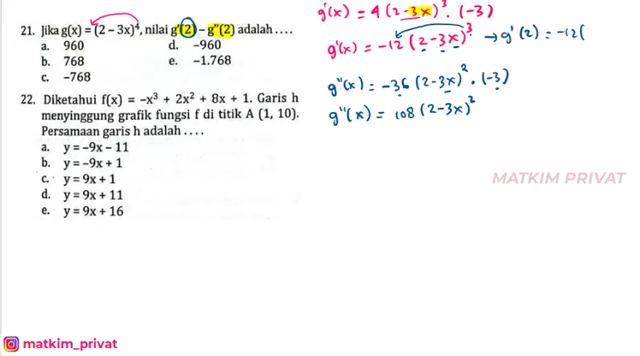 21. Jika g(x) = (2 – 3x)⁴, nilai g'(2) – g"(2) adalah . . . .
a. 960
b. 768
c. –768
d. –960
e. –1.768
22. Diketahui f(x) = –x³ + 2x² + 8x + 1. Garis h
menyinggung grafik fungsi f di titik A (1, 10).
Persamaan garis h adalah . . . .
a. y = –9x – 11
b. y = –9x + 1
c. y = 9x + 1
d. y = 9x + 11
e. y = 9x + 16
g'(x) = 4 (2-3x)³ . (-3)
g'(x) = -12 (2-3x)³ → g'(2) = -12(
g"(x) = -36 (2-3x)² . (-3)
g"(x) = 108 (2-3x)²
MATKIM PRIVAT
matkim_privat